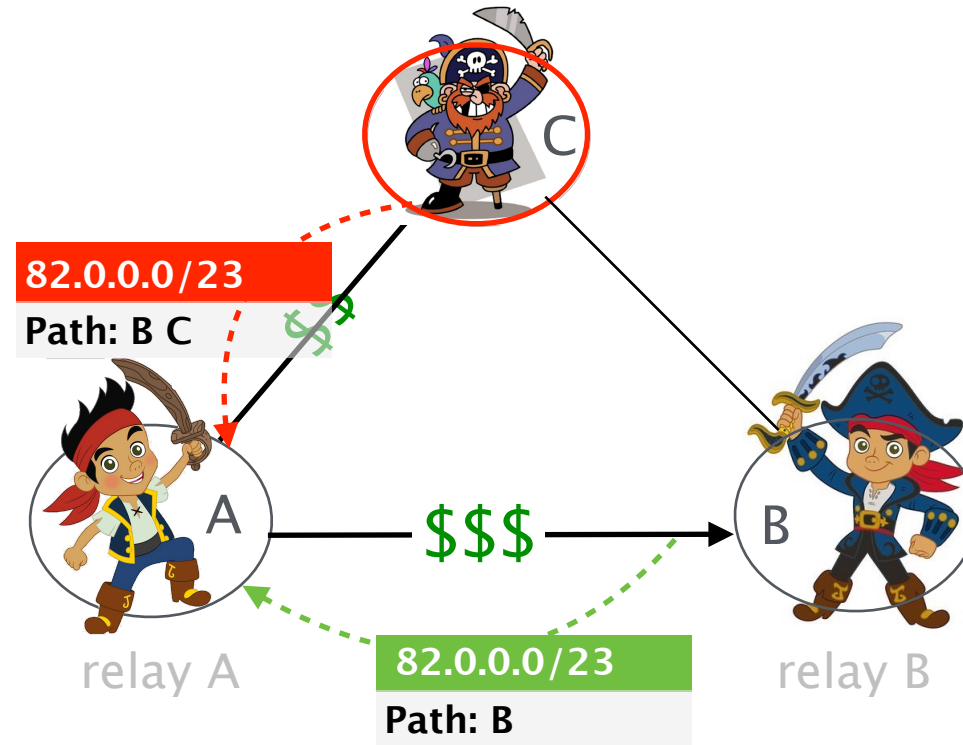 C
82.0.0.0/23
Path: B C
$$
A
$$$
B
82.0.0.0/23
Path: B
relay A
relay B